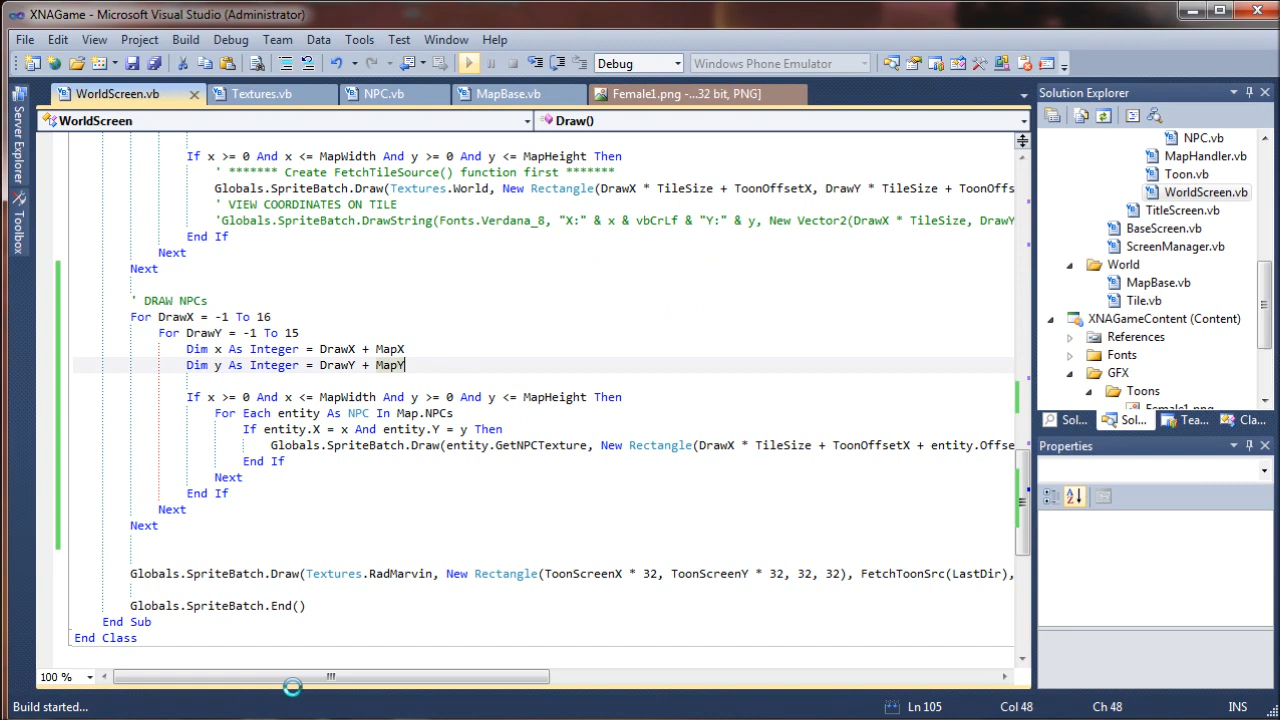 XNAGame - Microsoft Visual Studio (Administrator)
File Edit View Project Build Debug Team Data Tools Test Window Help
Debug Windows Phone Emulator
WorldScreen.vb Textures.vb NPC.vb MapBase.vb Female1.png -...32 bit, PNG]
WorldScreen Draw()
If x >= 0 And x <= MapWidth And y >= 0 And y <= MapHeight Then
' ******* Create FetchTileSource() function first *******
Globals.SpriteBatch.Draw(Textures.World, New Rectangle(DrawX * TileSize + ToonOffsetX, DrawY * TileSize + ToonOffs
' VIEW COORDINATES ON TILE
'Globals.SpriteBatch.DrawString(Fonts.Verdana_8, "X:" & x & vbCrLf & "Y:" & y, New Vector2(DrawX * TileSize, DrawY
End If
Next
Next
' DRAW NPCs
For DrawX = -1 To 16
For DrawY = -1 To 15
Dim x As Integer = DrawX + MapX
Dim y As Integer = DrawY + MapY
If x >= 0 And x <= MapWidth And y >= 0 And y <= MapHeight Then
For Each entity As NPC In Map.NPCs
If entity.X = x And entity.Y = y Then
Globals.SpriteBatch.Draw(entity.GetNPCTexture, New Rectangle(DrawX * TileSize + ToonOffsetX + entity.Offse
End If
Next
End If
Next
Next
Globals.SpriteBatch.Draw(Textures.RadMarvin, New Rectangle(ToonScreenX * 32, ToonScreenY * 32, 32, 32), FetchToonSrc(LastDir),
Globals.SpriteBatch.End()
End Sub
End Class
100 %
Build started... Ln 105 Col 48 Ch 48 INS
Server Explorer
Toolbox
Solution Explorer
NPC.vb
MapHandler.vb
Toon.vb
WorldScreen.vb
TitleScreen.vb
BaseScreen.vb
ScreenManager.vb
World
MapBase.vb
Tile.vb
XNAGameContent (Content)
References
Fonts
GFX
Toons
Female1.png
Sol... Sol... Tea... Cla...
Properties